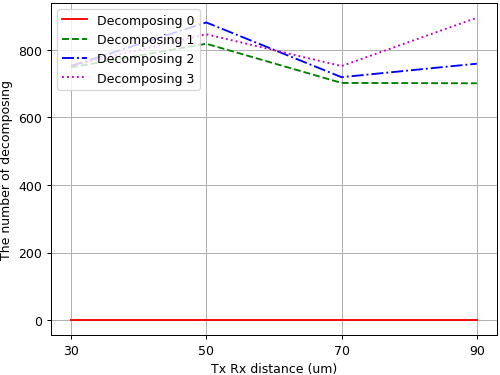 Decomposing 0
Decomposing 1
Decomposing 2
Decomposing 3
The number of decomposing
800
600
400
200
0
30
50
70
90
Tx Rx distance (um)